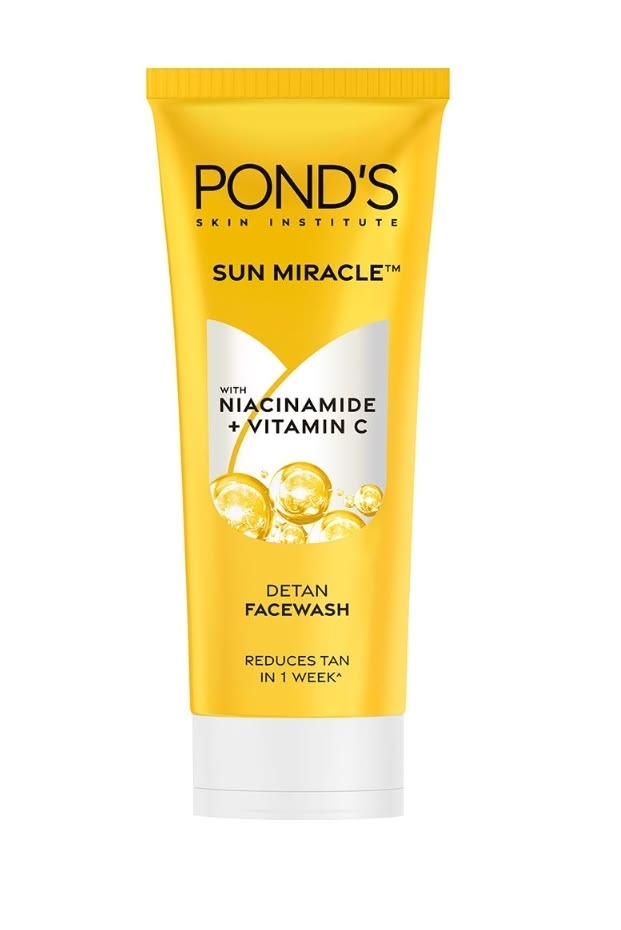 POND'S
SKIN INSTITUTE
SUN MIRACLE™
WITH
NIACINAMIDE
+ VITAMIN C
DETAN
FACEWASH
REDUCES TAN
IN 1 WEEK^